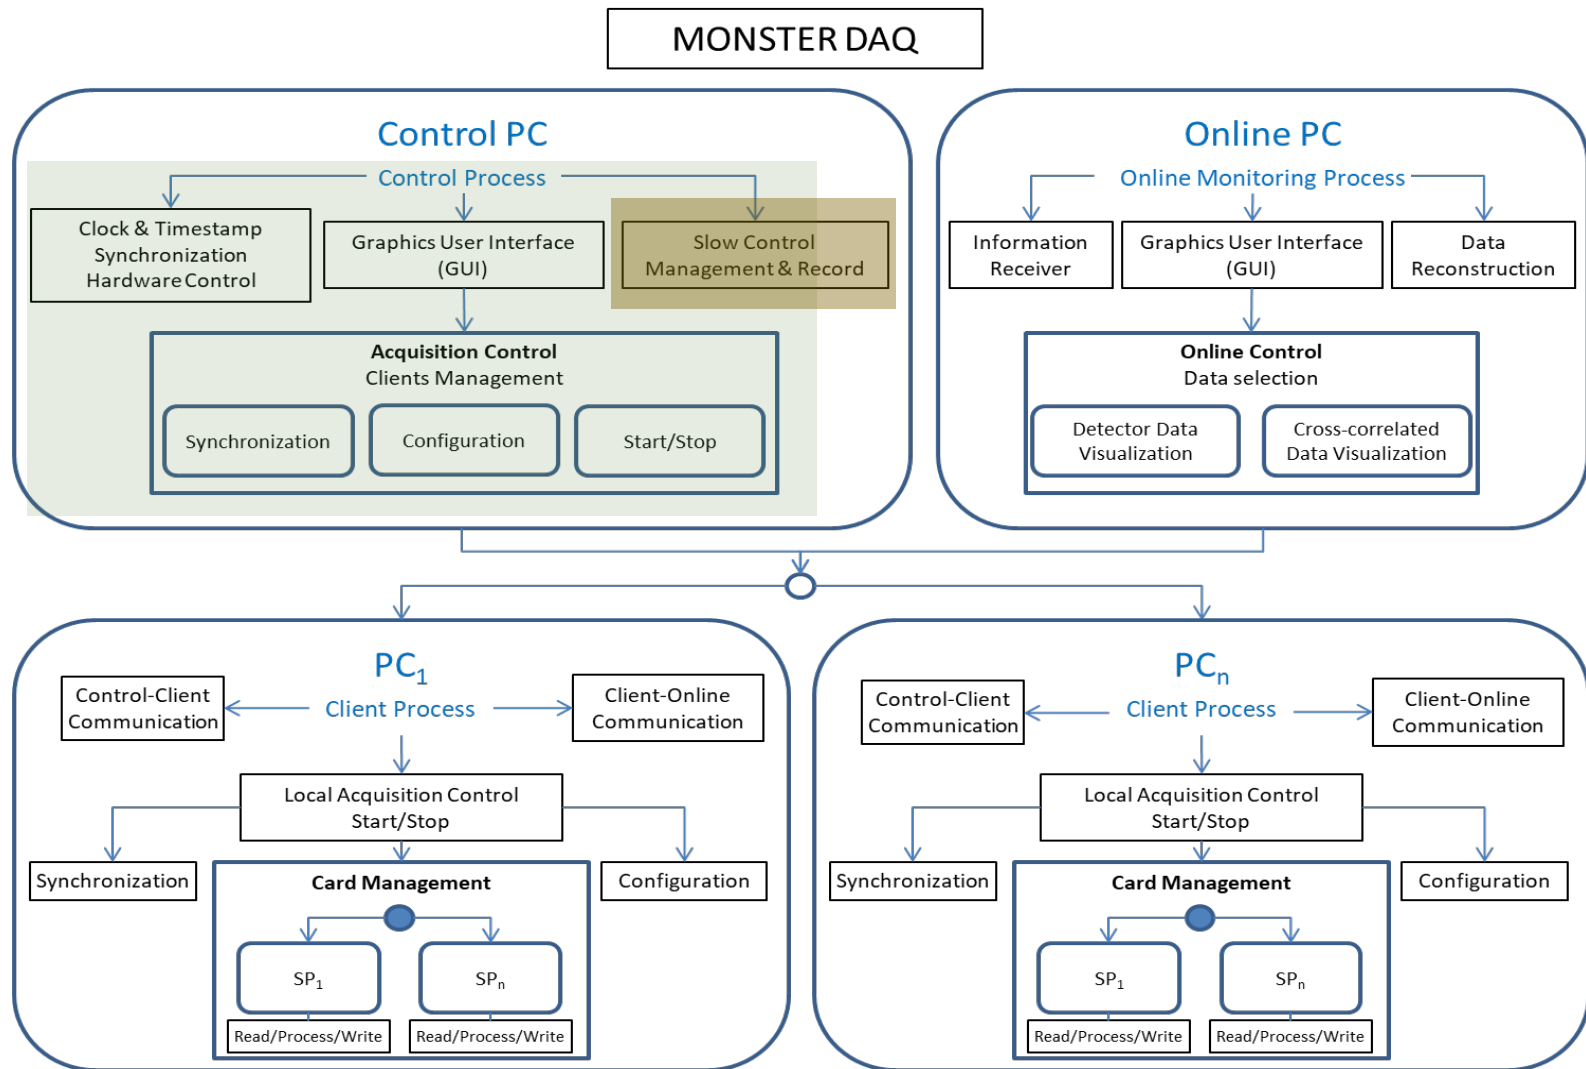 MONSTER DAQ
Control PC
Control Process
Clock & Timestamp
Synchronization
Hardware Control
Graphics User Interface
(GUI)
Slow Control
Management & Record
Acquisition Control
Clients Management
Synchronization
Configuration
Start/Stop
Online PC
Online Monitoring Process
Information
Receiver
Graphics User Interface
(GUI)
Data
Reconstruction
Online Control
Data selection
Detector Data
Visualization
Cross-correlated
Data Visualization
PC1
Client Process
Control-Client
Communication
Client-Online
Communication
Local Acquisition Control
Start/Stop
Synchronization
Configuration
Card Management
SP1
SPn
Read/Process/Write
Read/Process/Write
PCn
Client Process
Control-Client
Communication
Client-Online
Communication
Local Acquisition Control
Start/Stop
Synchronization
Configuration
Card Management
SP1
SPn
Read/Process/Write
Read/Process/Write